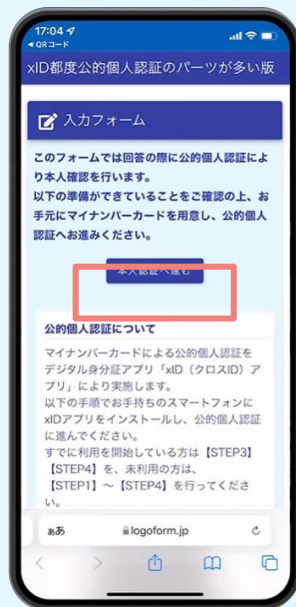 17:04
◀ QRコード
xID都度公的個人認証のパーツが多い版
入力フォーム
このフォームでは回答の際に公的個人認証によ
り本人確認を行います。
以下の準備ができていることをご確認の上、お
手元にマイナンバーカードを用意し、公的個人
認証へお進みください。
本人認証へ進む
公的個人認証について
マイナンバーカードによる公的個人認証を
デジタル身分証アプリ「xID（クロスID）ア
プリ」により実施します。
以下の手順でお手持ちのスマートフォンに
xIDアプリをインストールし、公的個人認証
に進んでください。
すでに利用を開始している方は【STEP3】
【STEP4】を、未利用の方は、
【STEP1】～【STEP4】を行ってくださ
い。
ぁあ logoform.jp